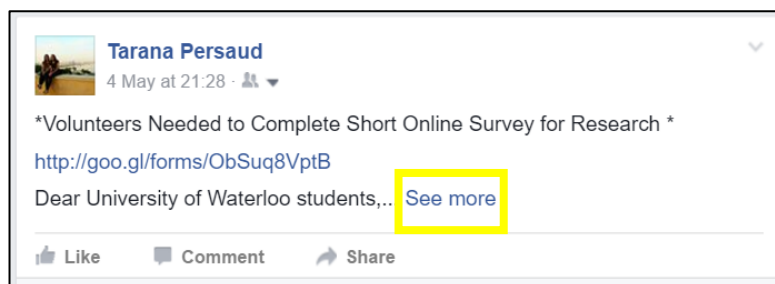 Tarana Persaud
4 May at 21:28 ·
*Volunteers Needed to Complete Short Online Survey for Research *
http://goo.gl/forms/ObSuq8VptB
Dear University of Waterloo students,... See more
Like Comment Share